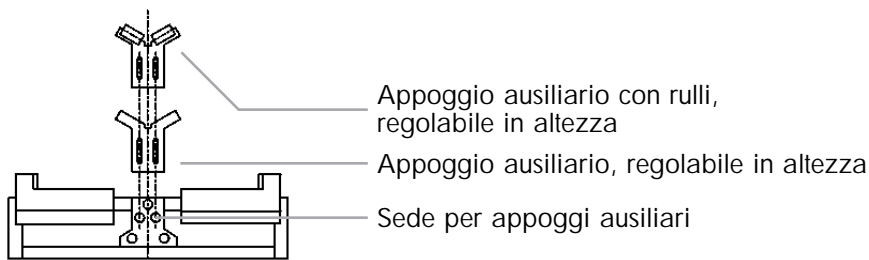 Appoggio ausiliario con rulli,
regolabile in altezza
Appoggio ausiliario, regolabile in altezza
Sede per appoggi ausiliari